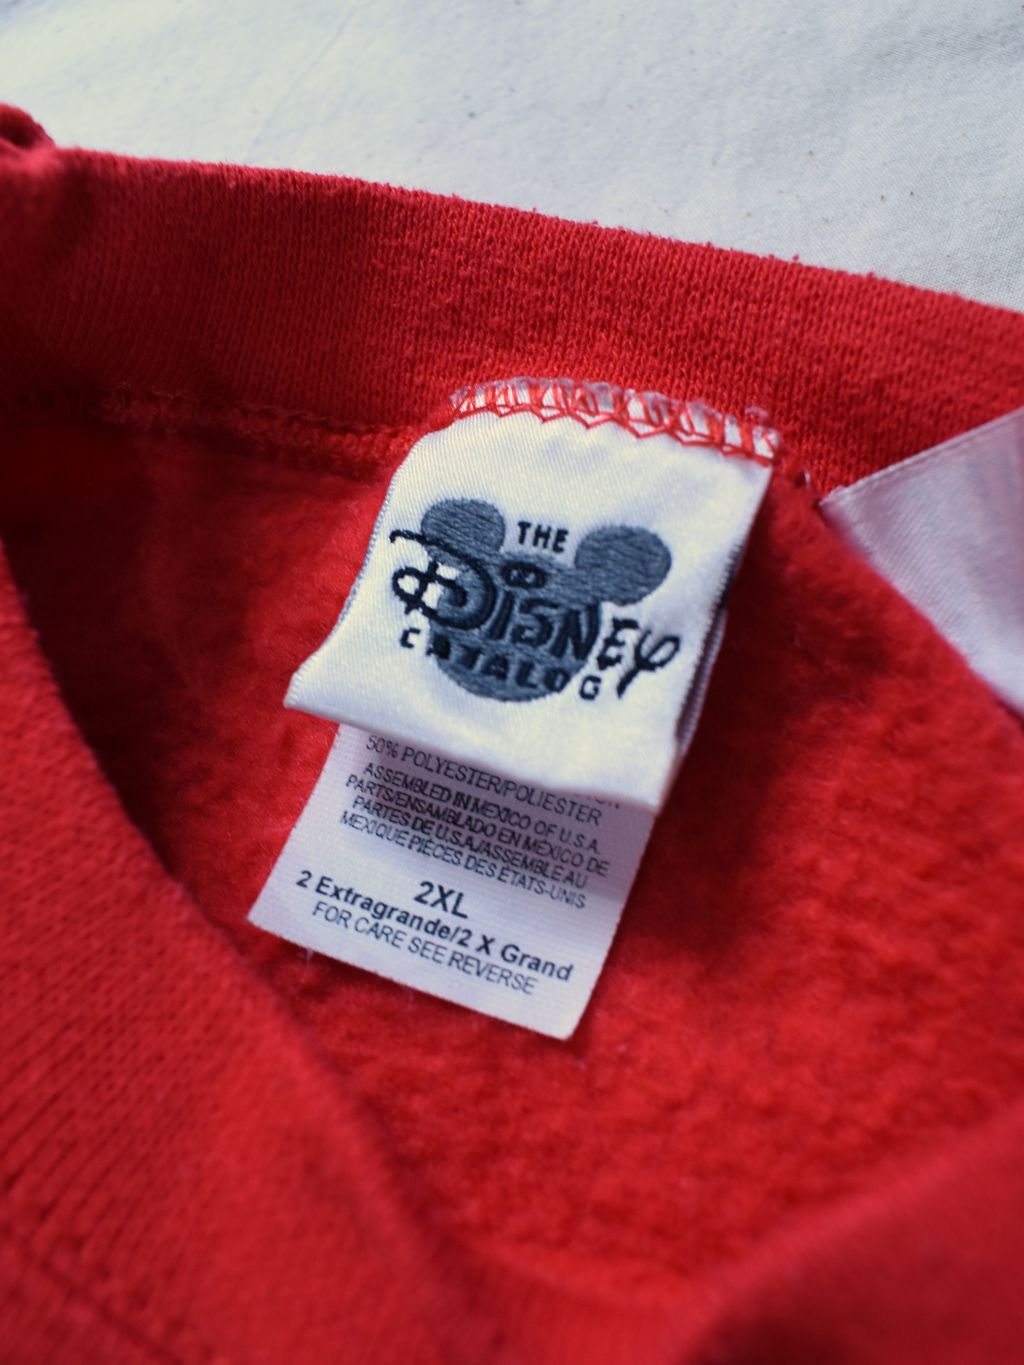 THE
DISNEY
CATALOG
50% POLYESTER/POLIESTER
ASSEMBLED IN MEXICO OF U.S.A.
PARTS/ENSAMBLADO EN MÉXICO DE
PARTES DE U.S.A./ASSEMBLÉ AU
MEXIQUE PIÈCES DES ÉTATS-UNIS
2XL
2 Extragrande/2 X Grand
FOR CARE SEE REVERSE